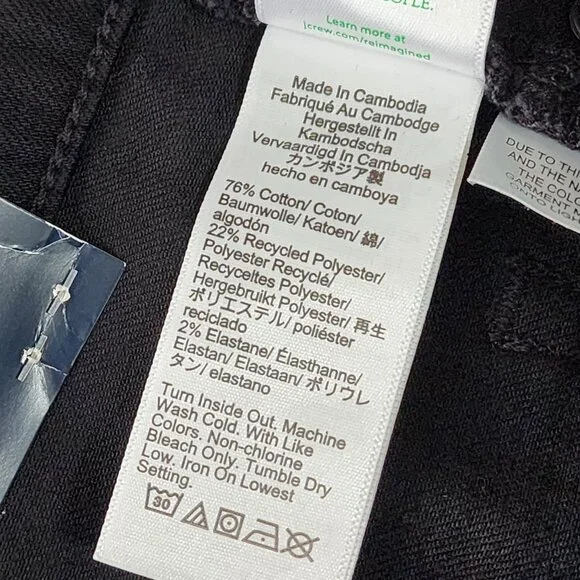 Learn more at
jcrew.com/reimagined
Made In Cambodia
Fabriqué Au Cambodge
Hergestellt In
Kambodscha
Vervaardigd In Cambodja
カンボジア製
hecho en camboya
76% Cotton/ Coton/
Baumwolle/ Katoen/ 綿/
algodón
22% Recycled Polyester/
Polyester Recyclé/
Recyceltes Polyester/
Hergebruikt Polyester/ 再生
ポリエステル/ poliéster
reciclado
2% Elastane/ Élasthanne/
Elastan/ Elastaan/ ポリウレ
タン/ elastano
Turn Inside Out. Machine
Wash Cold. With Like
Colors. Non-chlorine
Bleach Only. Tumble Dry
Low. Iron On Lowest
Setting.
30
DUE TO TH
AND THE N
THE COLO
GARMENT
ONTO LIGH